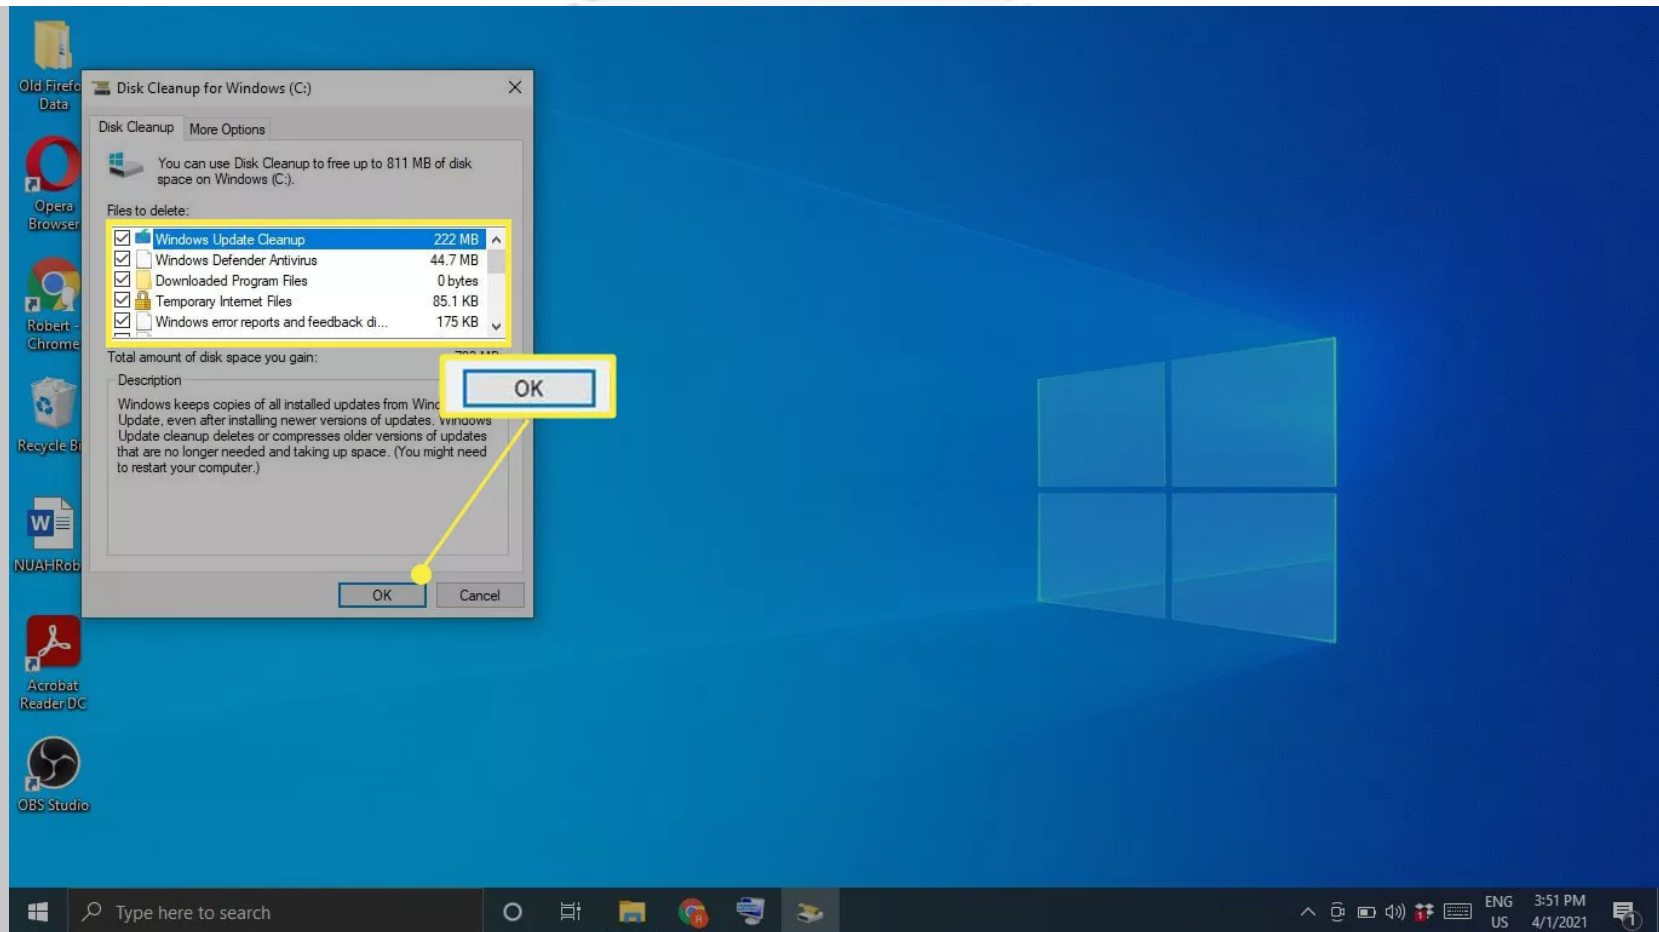 Old Firefo
Data
Disk Cleanup for Windows (C:)
Disk Cleanup
More Options
You can use Disk Cleanup to free up to 811 MB of disk
space on Windows (C:).
Files to delete:
Windows Update Cleanup 222 MB
Windows Defender Antivirus 44.7 MB
Downloaded Program Files 0 bytes
Temporary Internet Files 85.1 KB
Windows error reports and feedback di... 175 KB
Total amount of disk space you gain:
OK
Description
Windows keeps copies of all installed updates from Wind
Update, even after installing newer versions of updates. Windows
Update cleanup deletes or compresses older versions of updates
that are no longer needed and taking up space. (You might need
to restart your computer.)
OK
Cancel
Opera
Browser
Robert -
Chrome
Recycle Bi
W
NUAHRob
Acrobat
Reader DC
OBS Studio
Type here to search
R
1
ENG
US
3:51 PM
4/1/2021
1